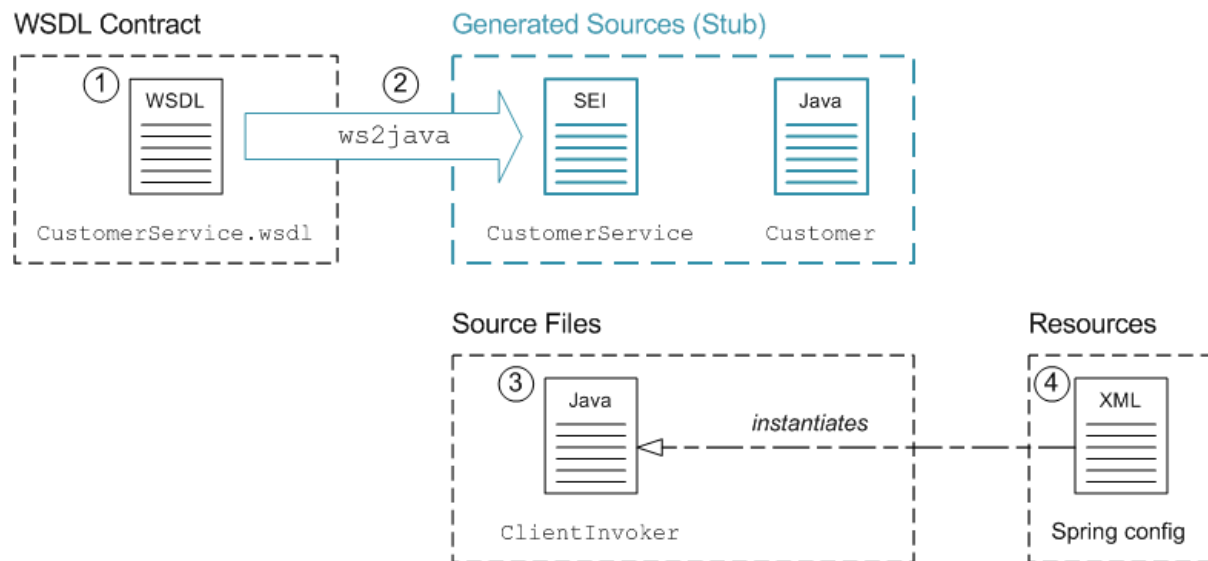 WSDL Contract
Generated Sources (Stub)
1
WSDL
2
ws2java
SEI
Java
CustomerService.wsdl
CustomerService
Customer
Source Files
Resources
3
Java
instantiates
4
XML
ClientInvoker
Spring config